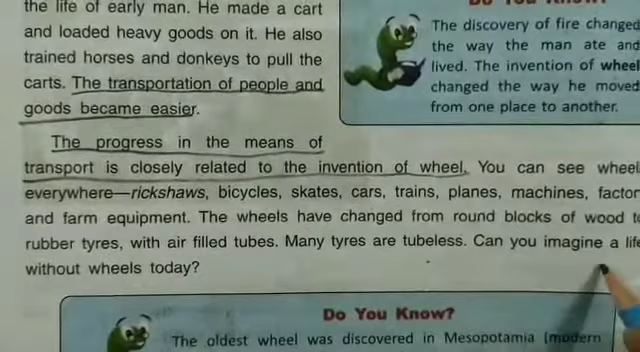 the life of early man. He made a cart
and loaded heavy goods on it. He also
trained horses and donkeys to pull the
carts. The transportation of people and
goods became easier.
The discovery of fire changed
the way the man ate and
lived. The invention of wheel
changed the way he moved
from one place to another.
The progress in the means of
transport is closely related to the invention of wheel. You can see wheel
everywhere—rickshaws, bicycles, skates, cars, trains, planes, machines, factor
and farm equipment. The wheels have changed from round blocks of wood to
rubber tyres, with air filled tubes. Many tyres are tubeless. Can you imagine a life
without wheels today?
Do You Know?
The oldest wheel was discovered in Mesopotamia (modern